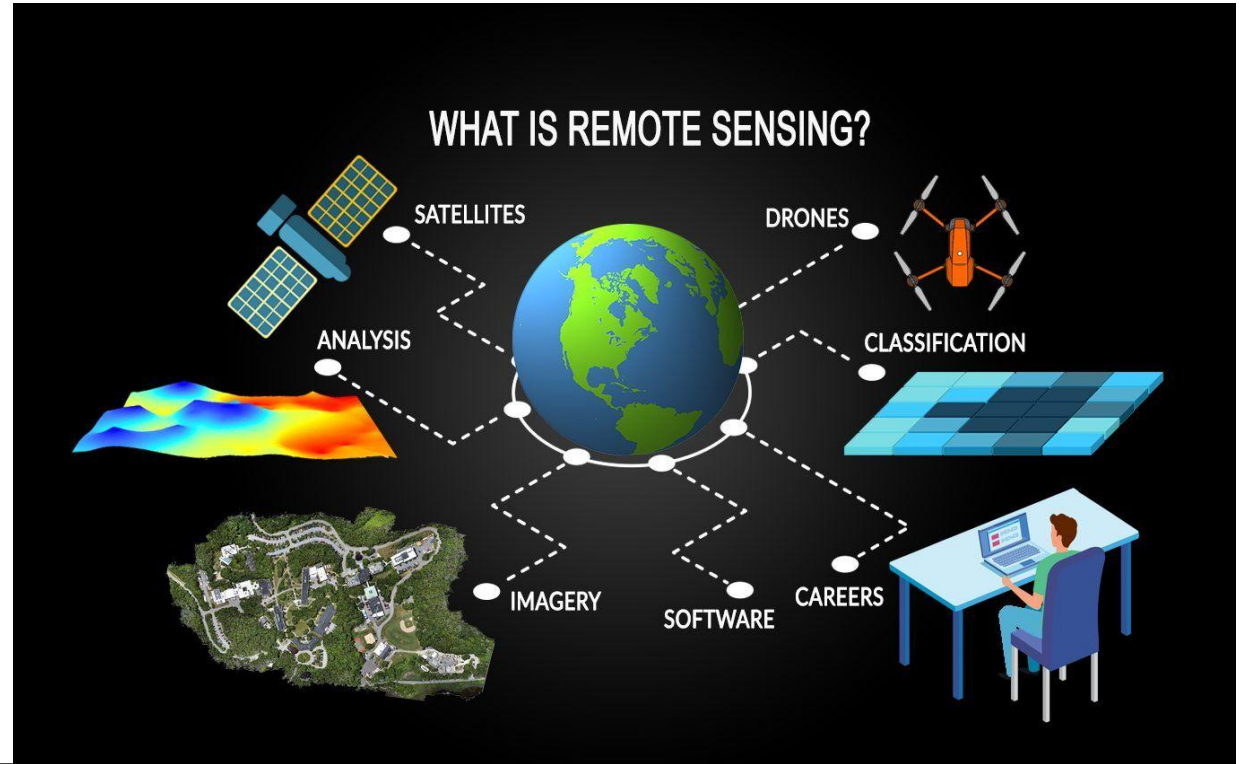 WHAT IS REMOTE SENSING?
SATELLITES
DRONES
ANALYSIS
CLASSIFICATION
IMAGERY
SOFTWARE
CAREERS